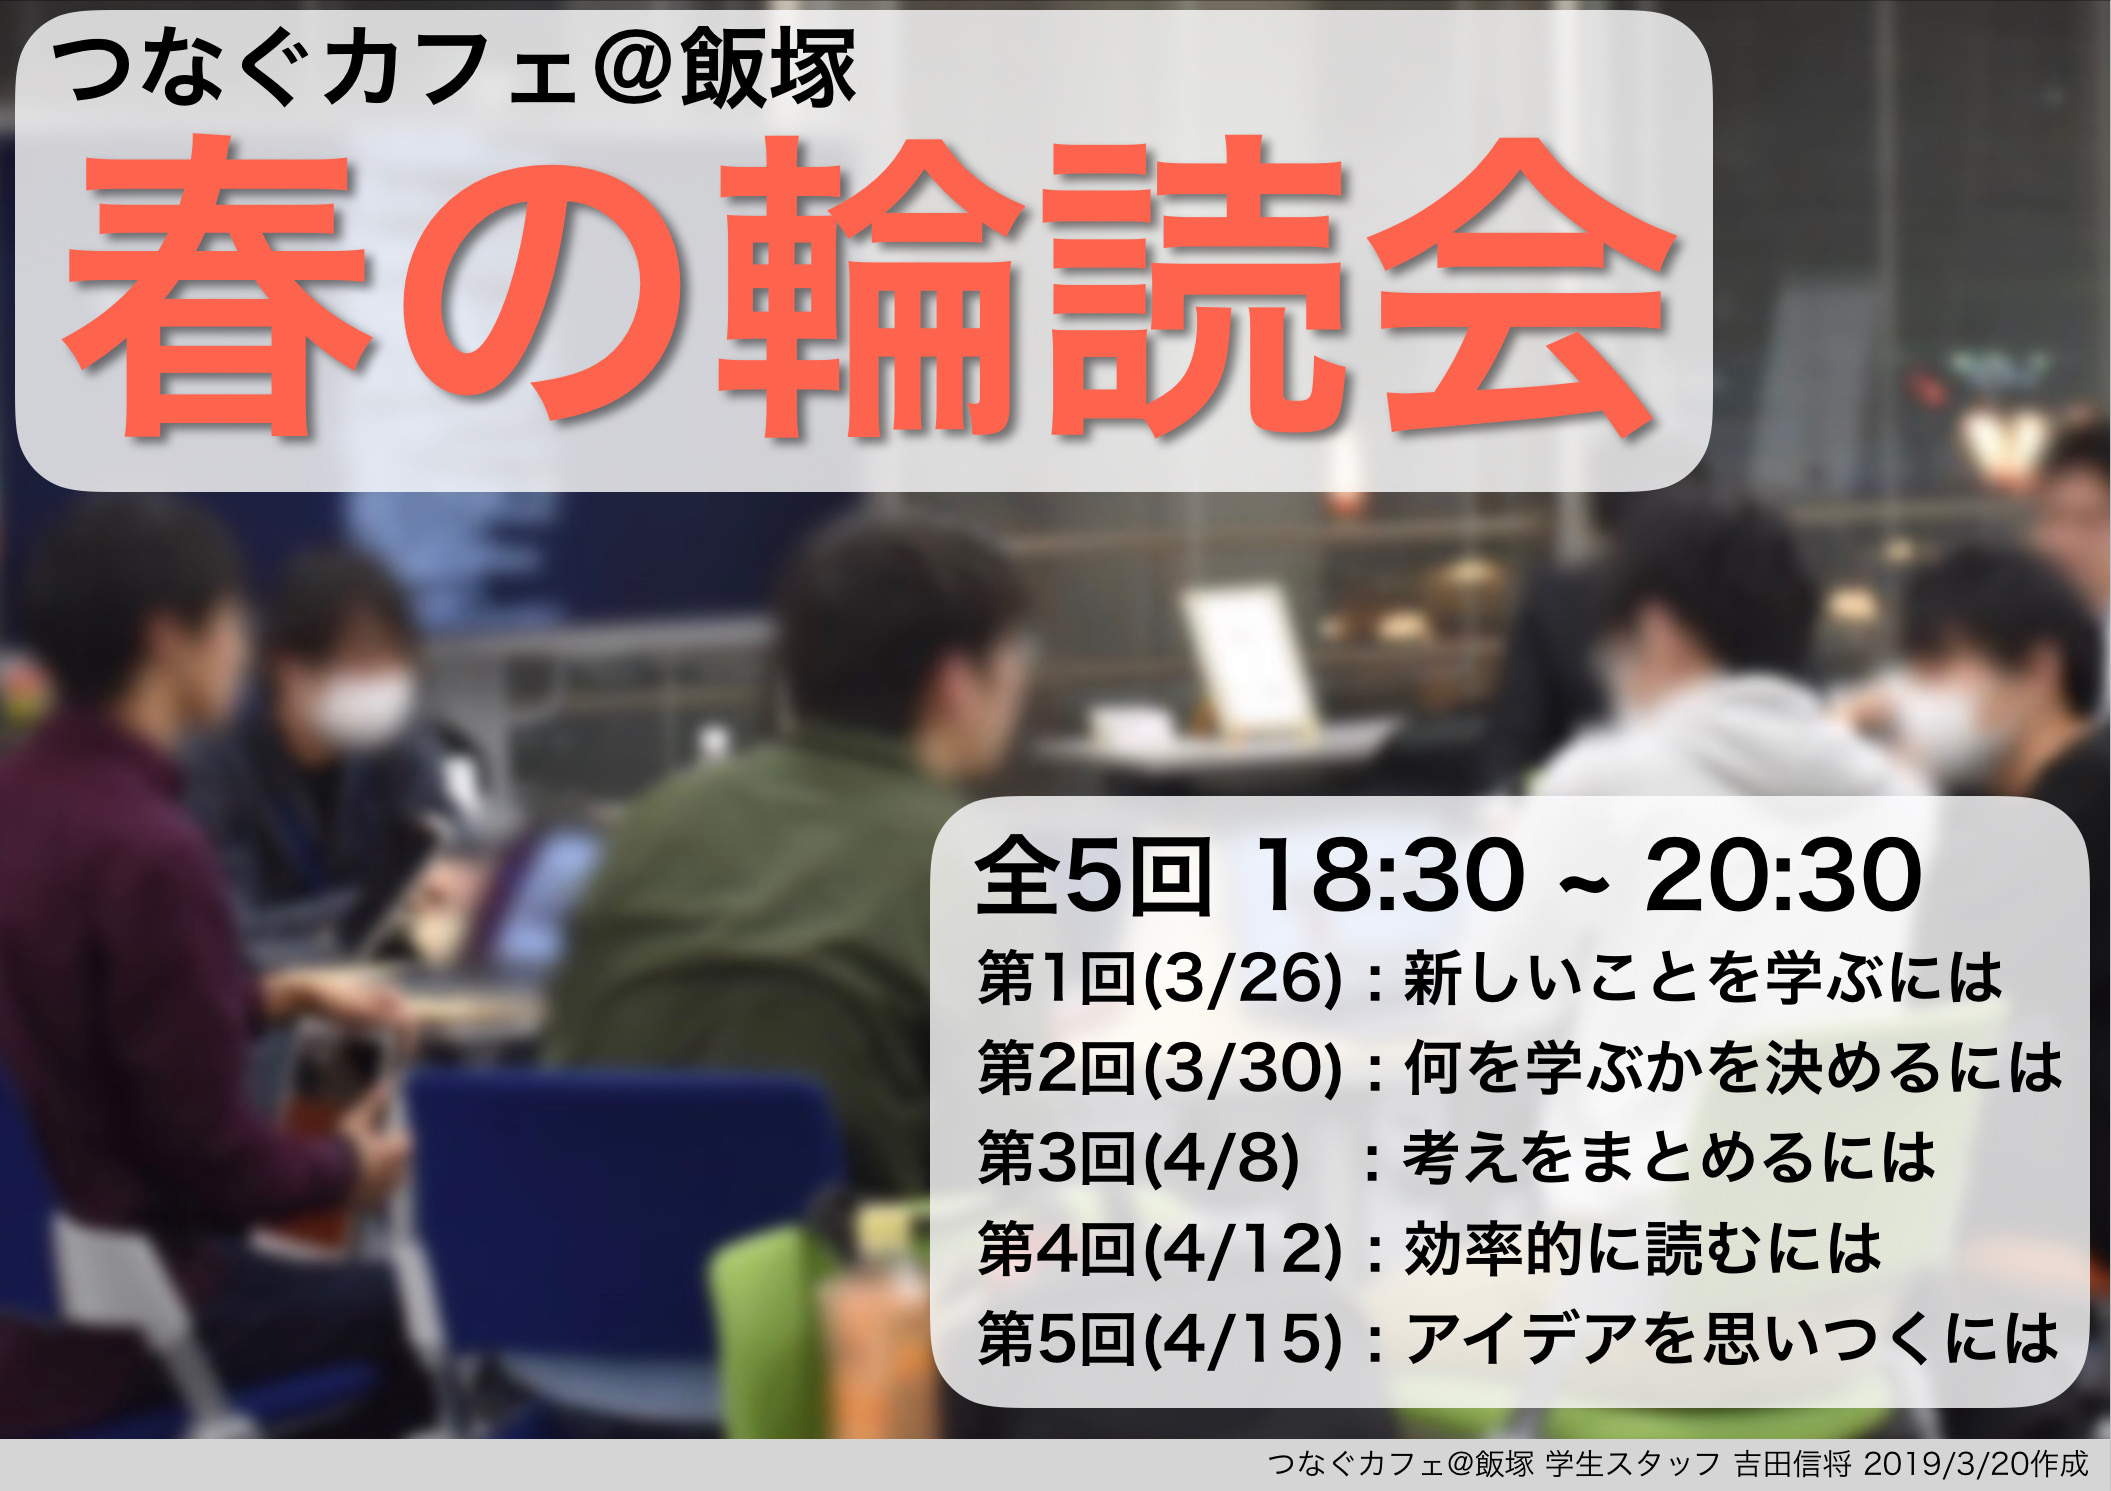 つなぐカフェ@飯塚
春の輪読会
全5回 18:30 ~ 20:30
第1回(3/26) : 新しいことを学ぶには
第2回(3/30) : 何を学ぶかを決めるには
第3回(4/8) : 考えをまとめるには
第4回(4/12) : 効率的に読むには
第5回(4/15) : アイデアを思いつくには
つなぐカフェ@飯塚 学生スタッフ 吉田信将 2019/3/20作成